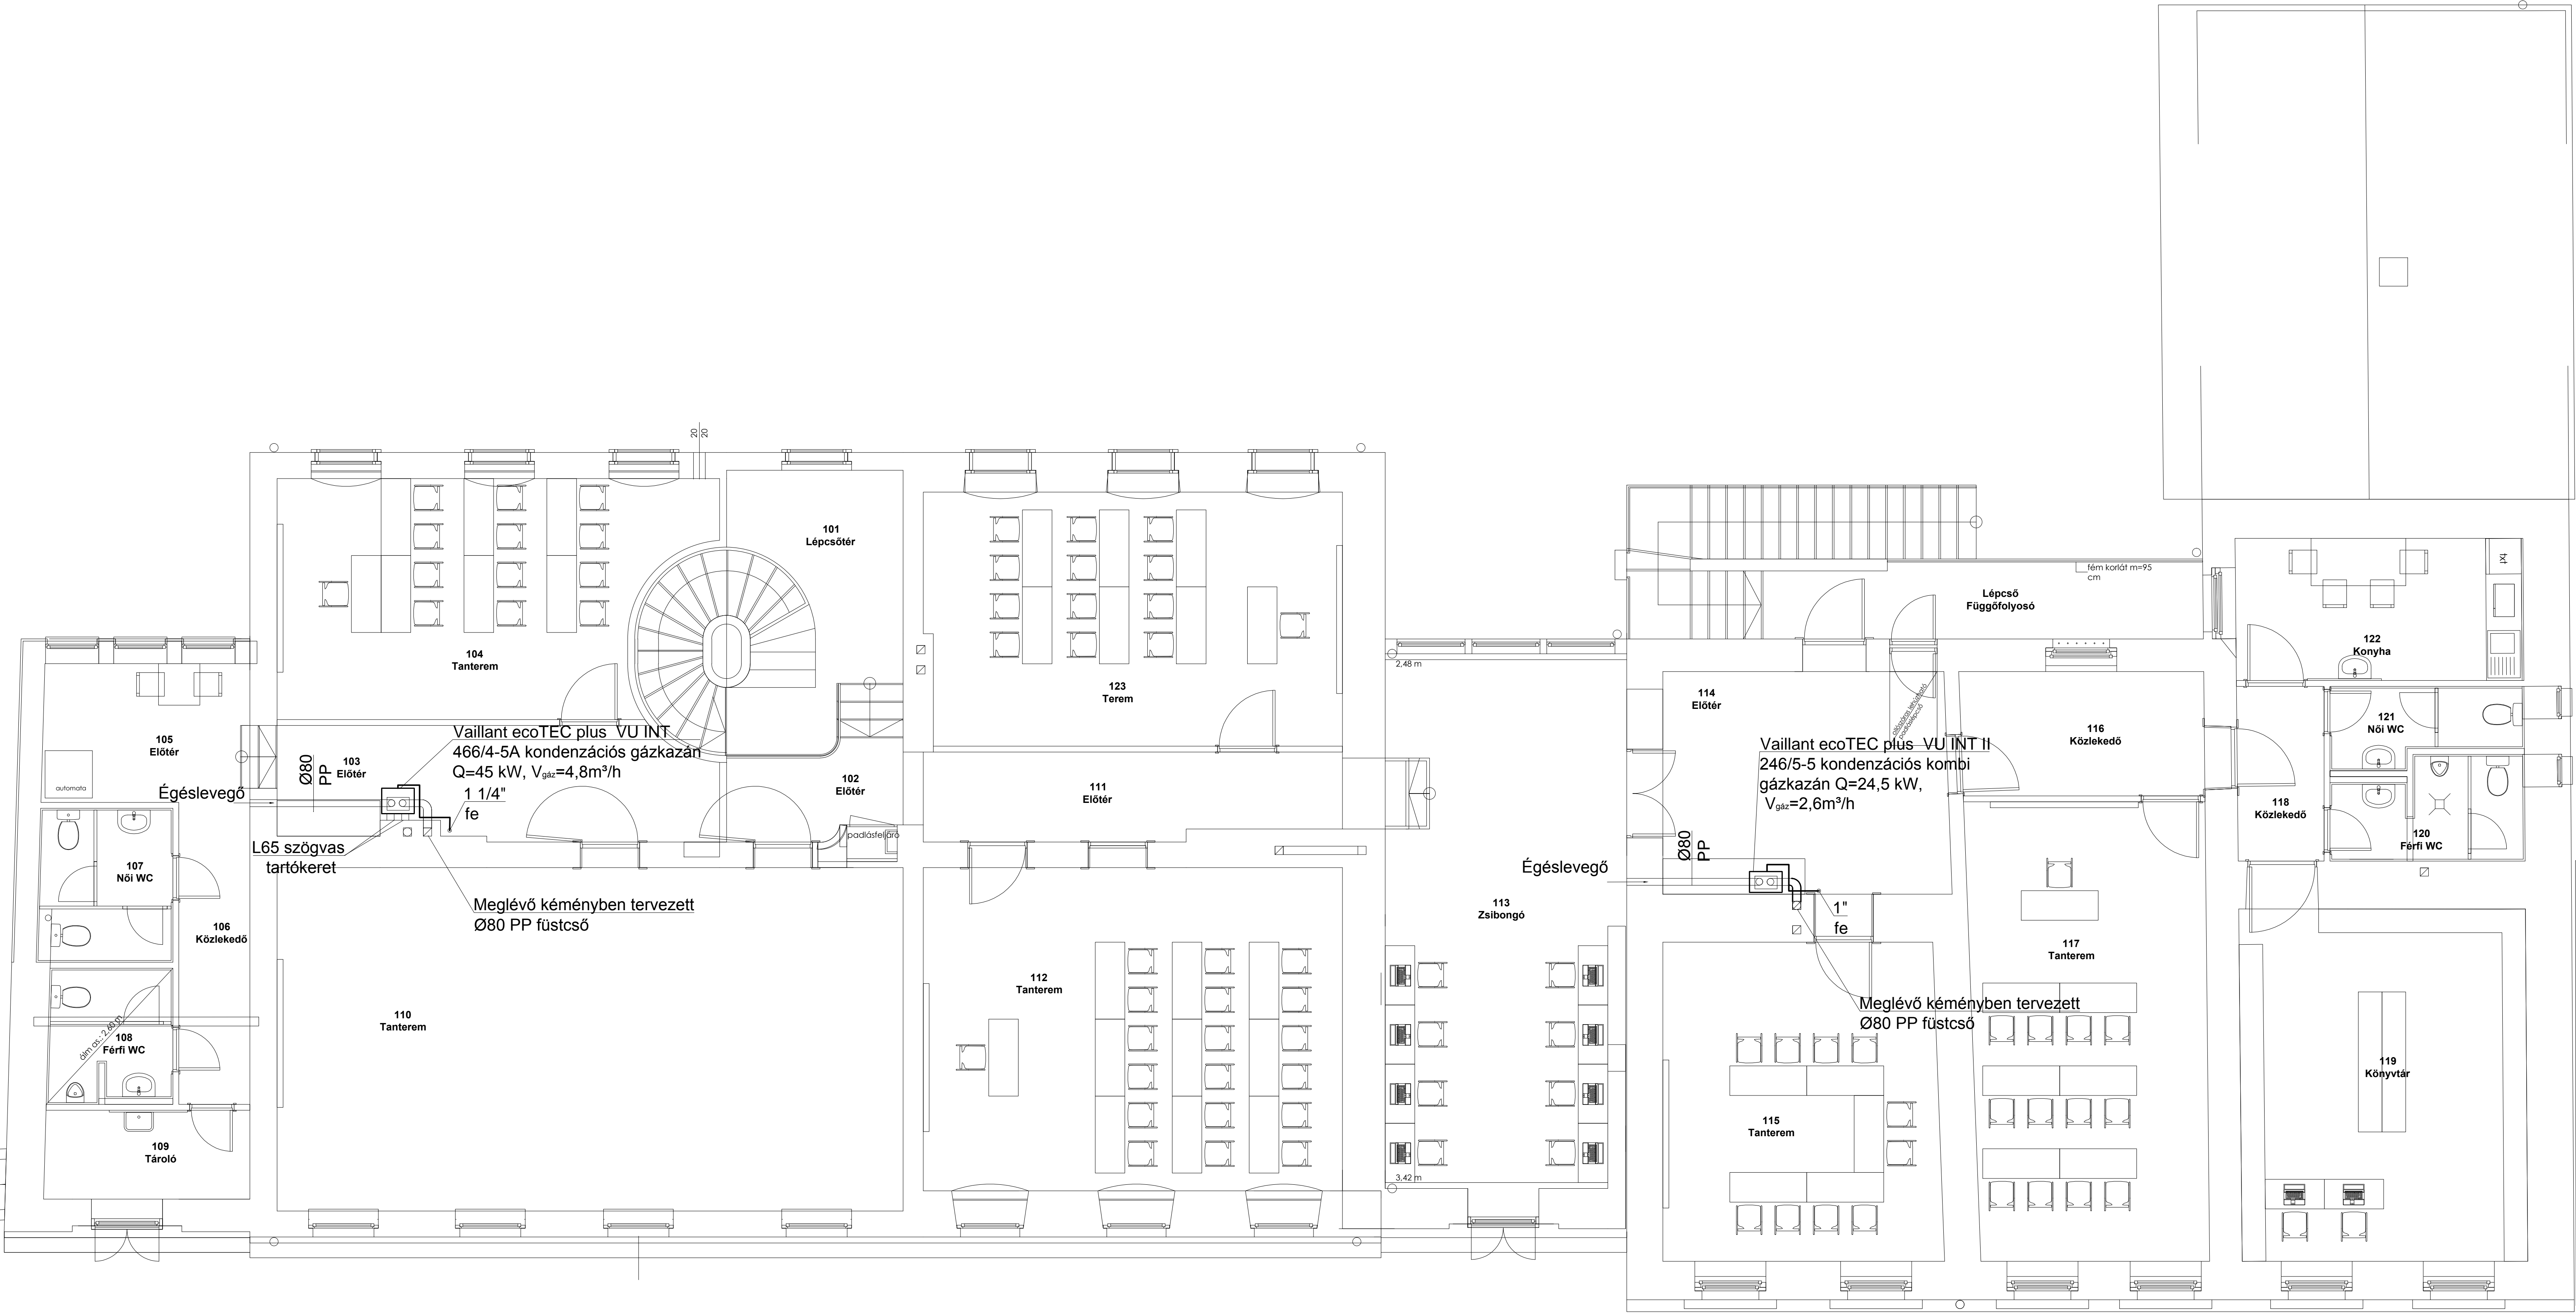 20
20
101
Lépcsőtér
104
Tanterem
123
Terem
fém korlát m=95
cm
Lépcső
Függőfolyosó
1x1
122
Konyha
2,48 m
114
Előtér
padláslépcső
105
Előtér
automata
Égéslevegő
Ø80
PP
103
Előtér
Vaillant ecoTEC plus VU INT
466/4-5A kondenzációs gázkazán
Q=45 kW, Vgáz=4,8m³/h
1 1/4"
fe
102
Előtér
padlásfeljáró
111
Előtér
Vaillant ecoTEC plus VU INT II
246/5-5 kondenzációs kombi
gázkazán Q=24,5 kW,
Vgáz=2,6m³/h
116
Közlekedő
121
Női WC
118
Közlekedő
120
Férfi WC
L65 szögvas
tartókeret
107
Női WC
Meglévő kéményben tervezett
Ø80 PP füstcső
106
Közlekedő
Égéslevegő
Ø80
PP
113
Zsibongó
1"
fe
117
Tanterem
112
Tanterem
Meglévő kéményben tervezett
Ø80 PP füstcső
110
Tanterem
álm as.: 2,60 m
108
Férfi WC
119
Könyvtár
115
Tanterem
109
Tároló
3,42 m